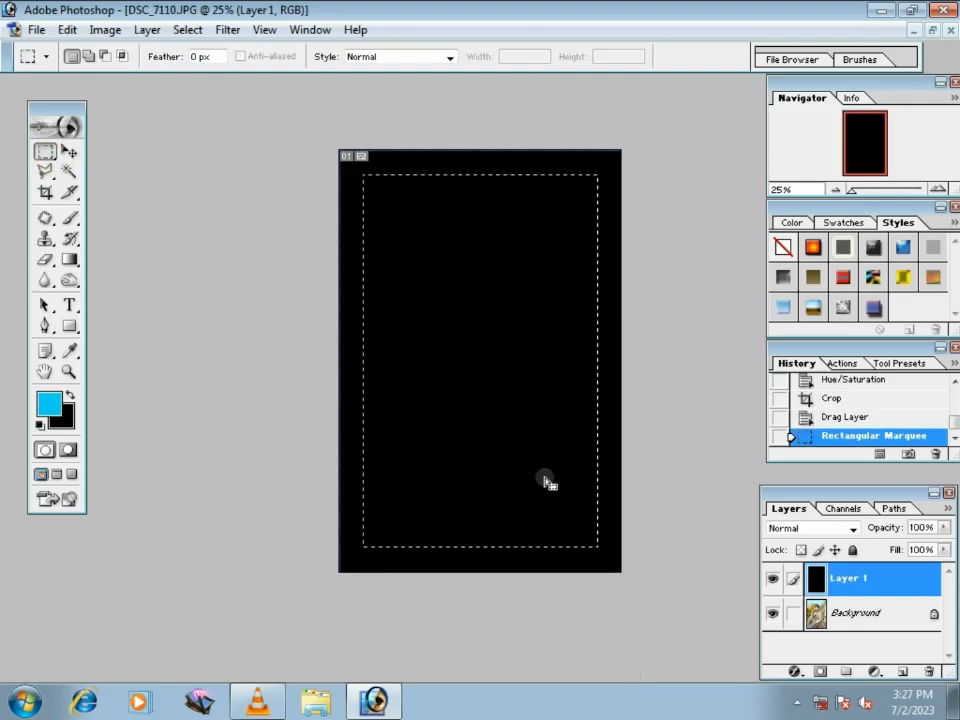 Adobe Photoshop - [DSC_7110.JPG @ 25% (Layer 1, RGB)]
File Edit Image Layer Select Filter View Window Help
Feather: 0 px Anti-aliased Style: Normal Width: Height: File Browser Brushes
Navigator Info
01
25%
Color Swatches Styles
T
History Actions Tool Presets
Hue/Saturation
Crop
Drag Layer
Rectangular Marquee
Layers Channels Paths
Normal Opacity: 100%
Lock: Fill: 100%
Layer 1
Background
3:27 PM
7/2/2023